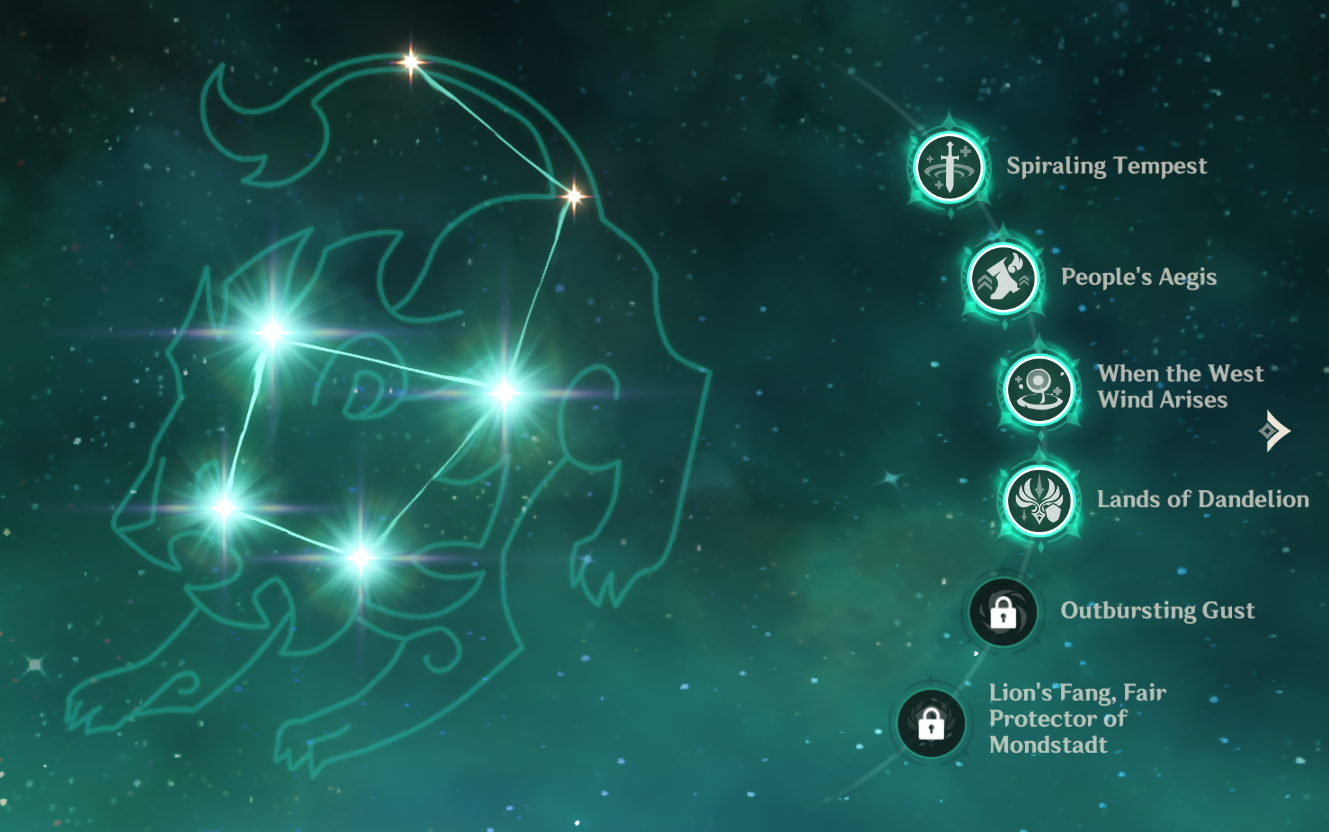 Spiraling Tempest
People's Aegis
When the West
Wind Arises
Lands of Dandelion
Outbursting Gust
Lion's Fang, Fair
Protector of
Mondstadt